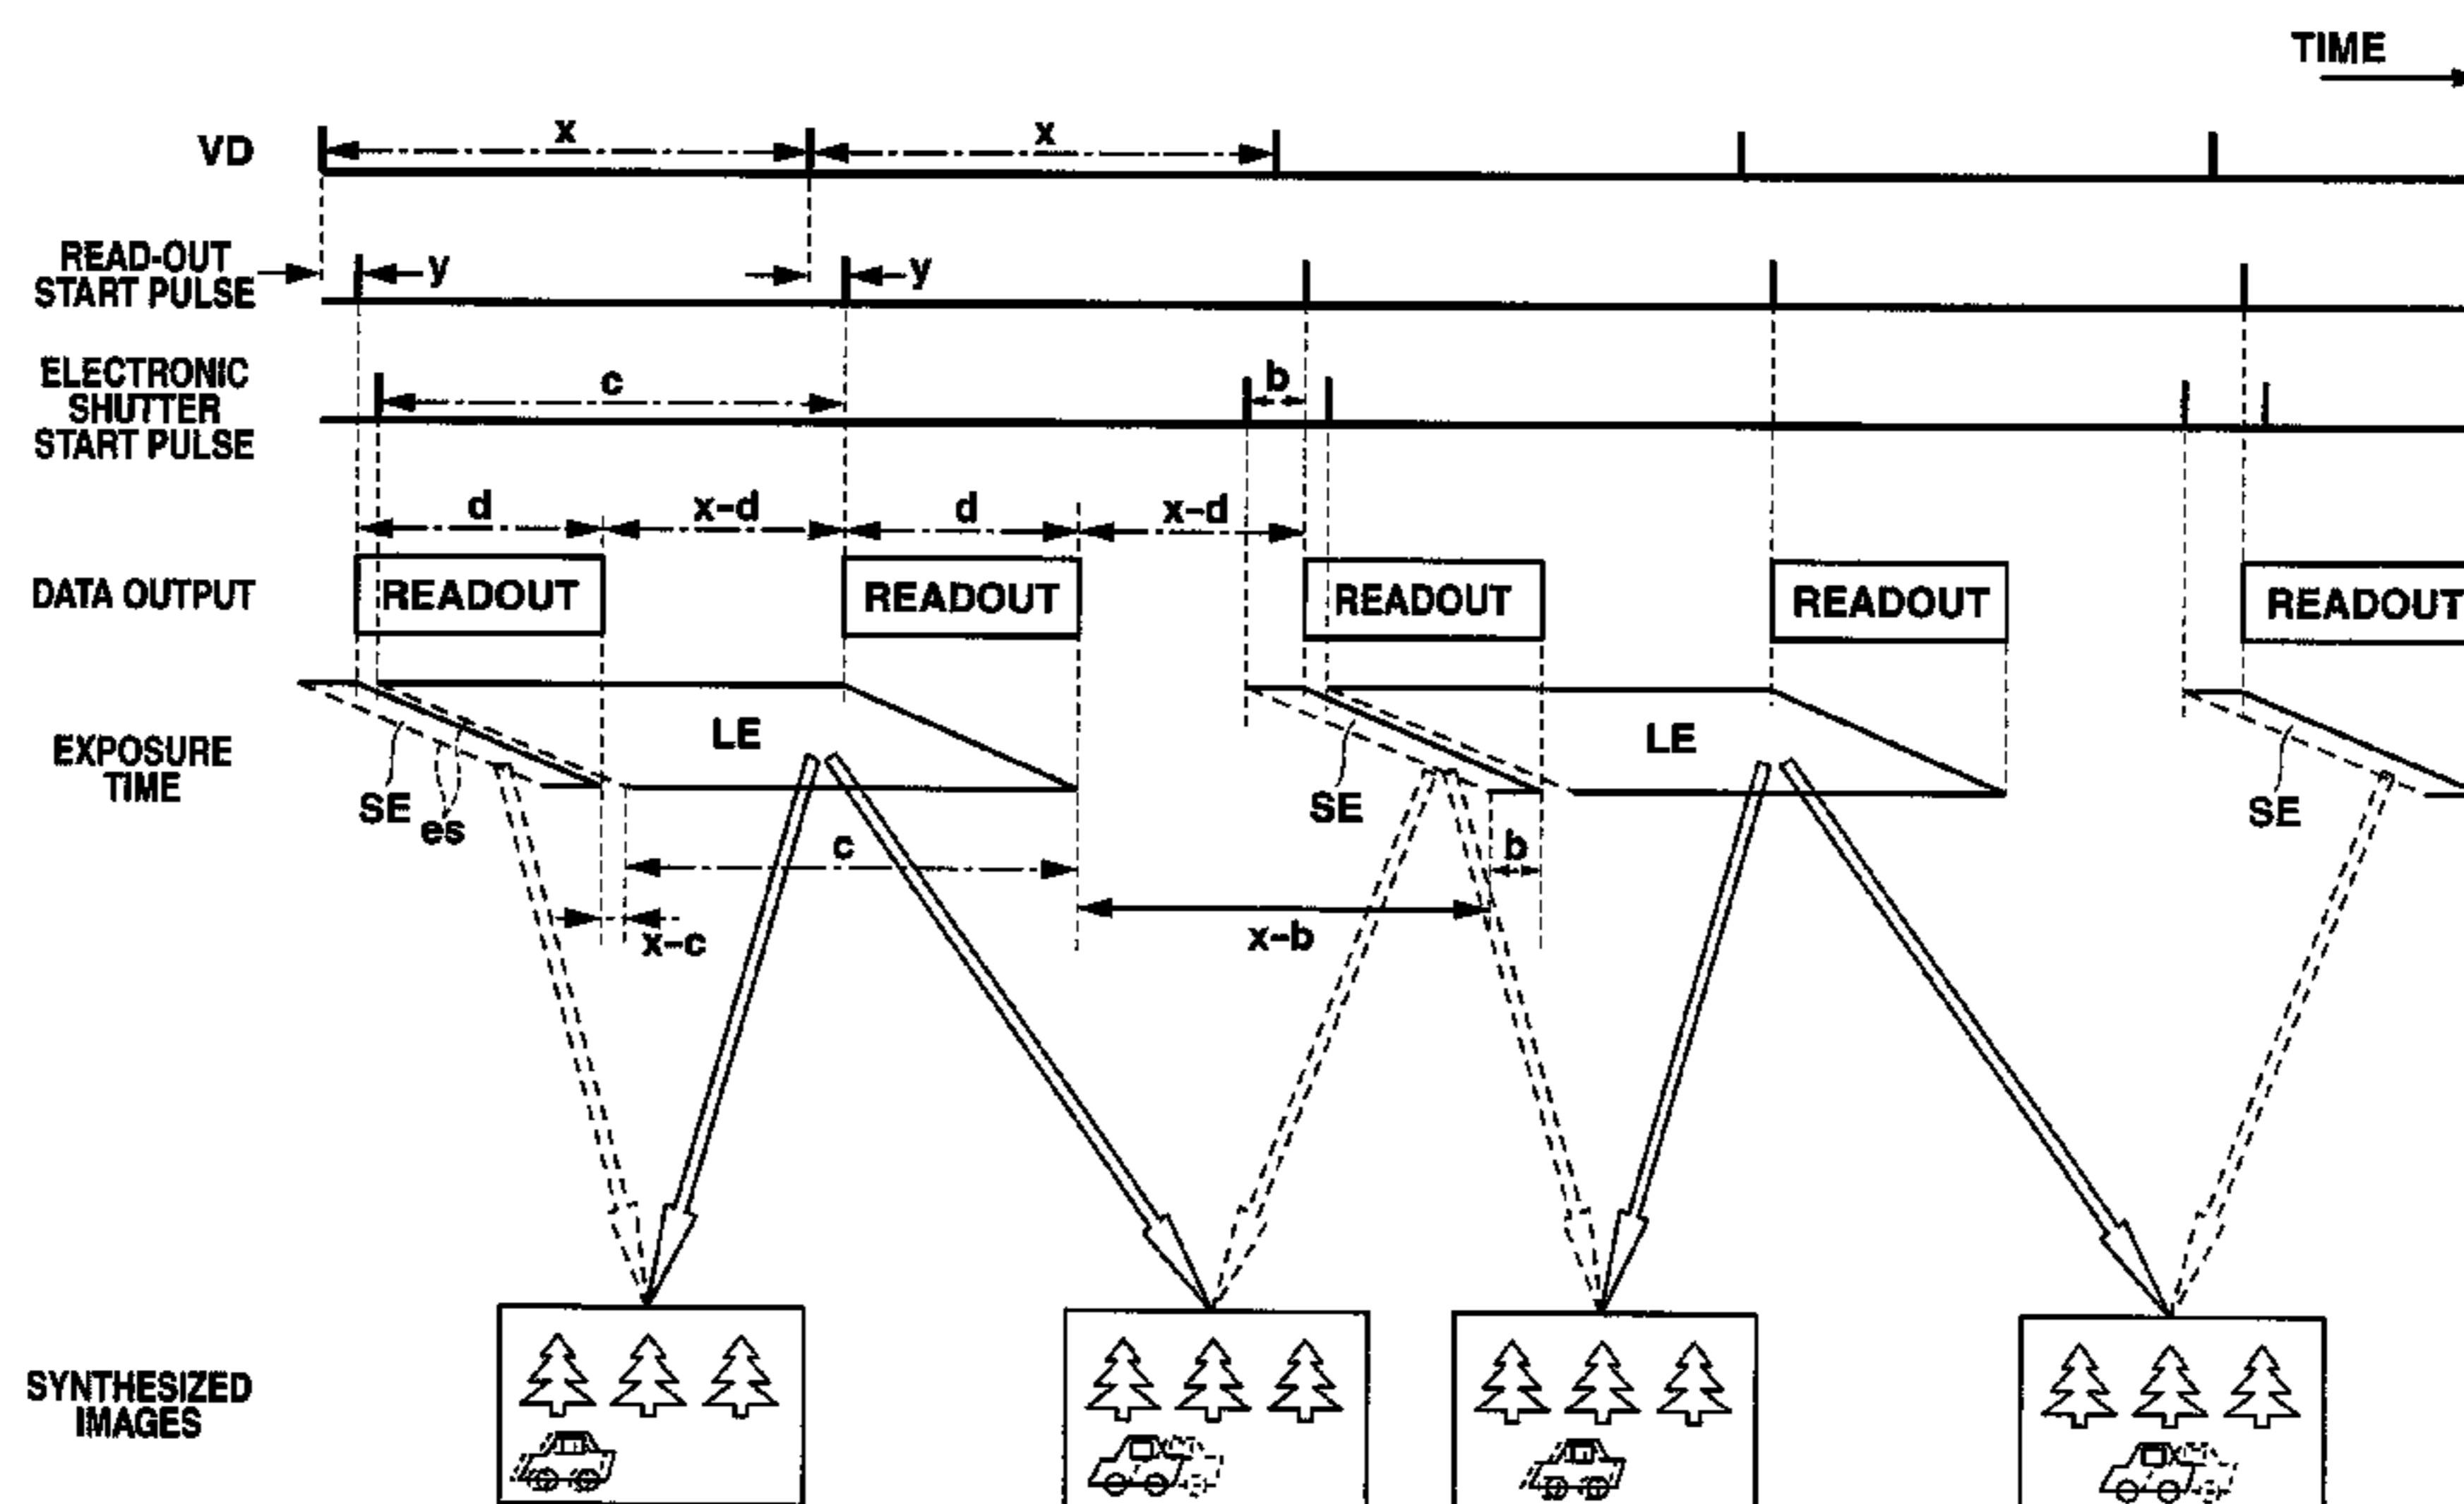 TIME
VD
x
x
READ-OUT
START PULSE
y
y
ELECTRONIC
SHUTTER
START PULSE
c
b
d
x-d
d
x-d
DATA OUTPUT
READOUT
READOUT
READOUT
READOUT
READOUT
EXPOSURE
TIME
SE
es
LE
SE
LE
SE
c
b
x-c
x-b
SYNTHESIZED
IMAGES